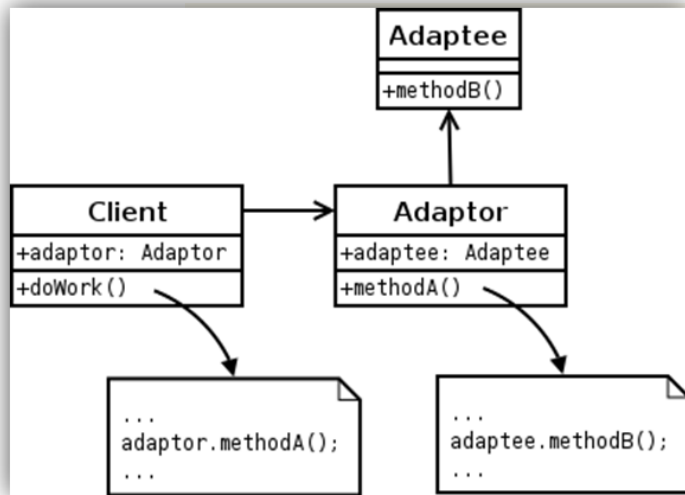 Adaptee
+methodB()
Client
+adaptor: Adaptor
+doWork()
Adaptor
+adaptee: Adaptee
+methodA()
...
adaptor.methodA();
...
...
adaptee.methodB();
...